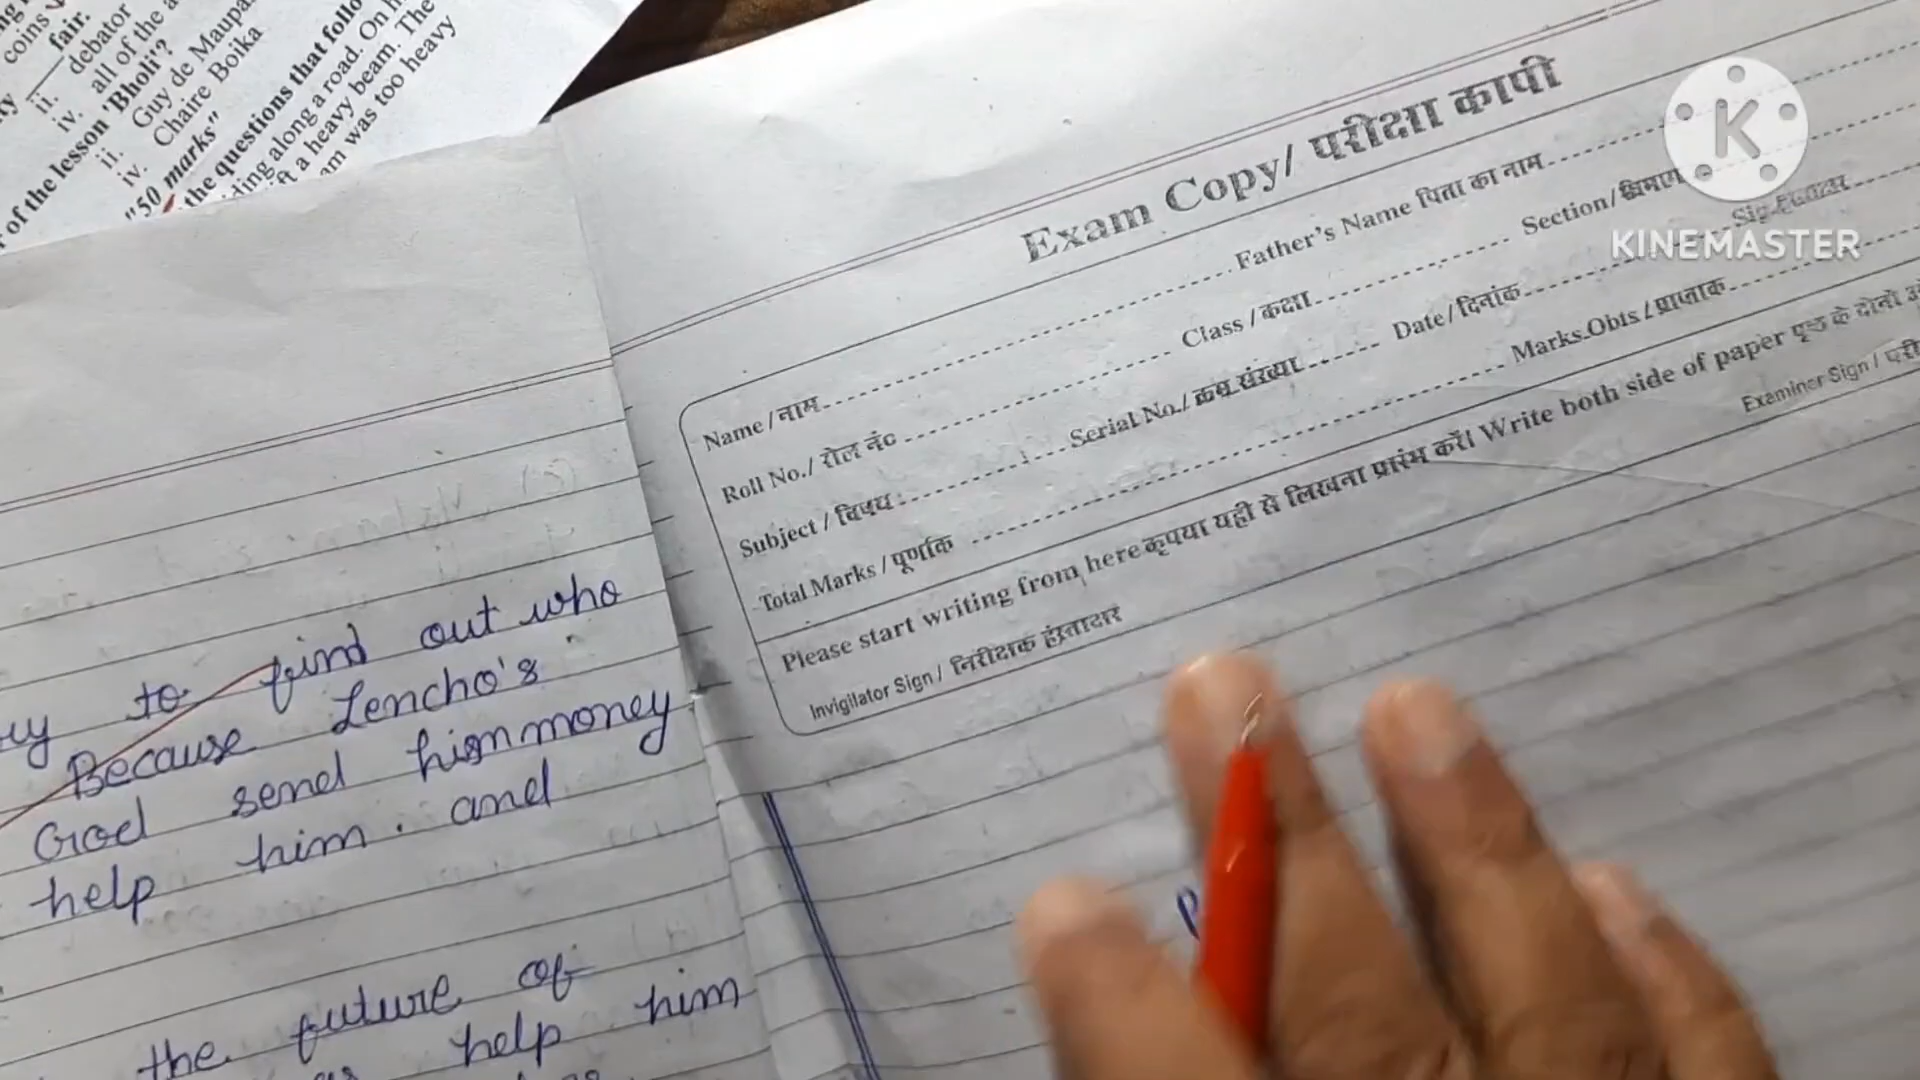 coins
fair.
ii. debator
iv. all of the
of the lesson 'Bholi'?
ii. Guy de Maupa
iv. Chaire Boika
"50 marks"
the questions that follo
ding along a road. On h
ft a heavy beam. The
am was too heavy
Exam Copy/ परीक्षा कापी
Name / नाम Father's Name पिता का नाम
Roll No./ रोल नं० Class / कक्षा Section/
Subject / विषय Serial No./ क्रम संख्या Date / दिनांक
Total Marks / पूर्णांक Marks.Obts / प्राप्तांक
Please start writing from here कृपया यहीं से लिखना प्रारंभ करें। Write both side of paper पृष्ठ के दोनो ओ
Invigilator Sign / निरीक्षक हस्ताक्षर Examiner Sign / परी
K
KINEMASTER
to find out who
Because Lencho's
God send him money
help him. and
the future of
help him